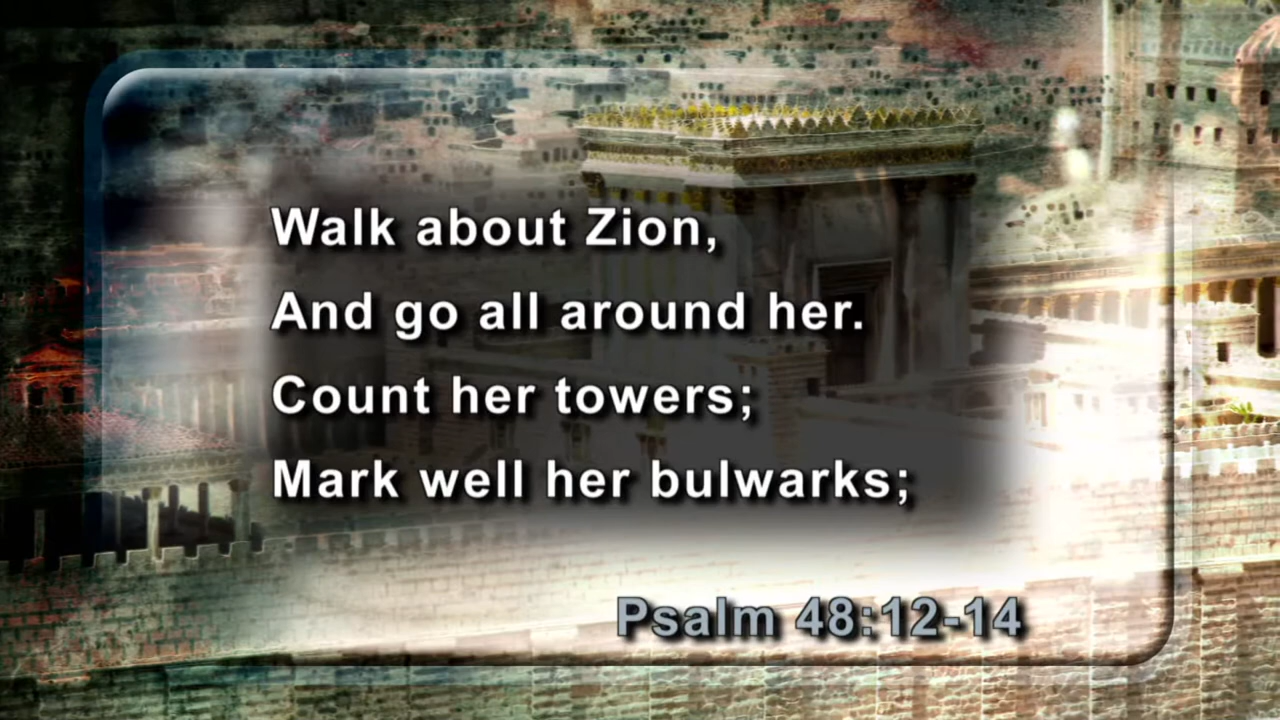 Walk about Zion,
And go all around her.
Count her towers;
Mark well her bulwarks;
Psalm 48:12-14